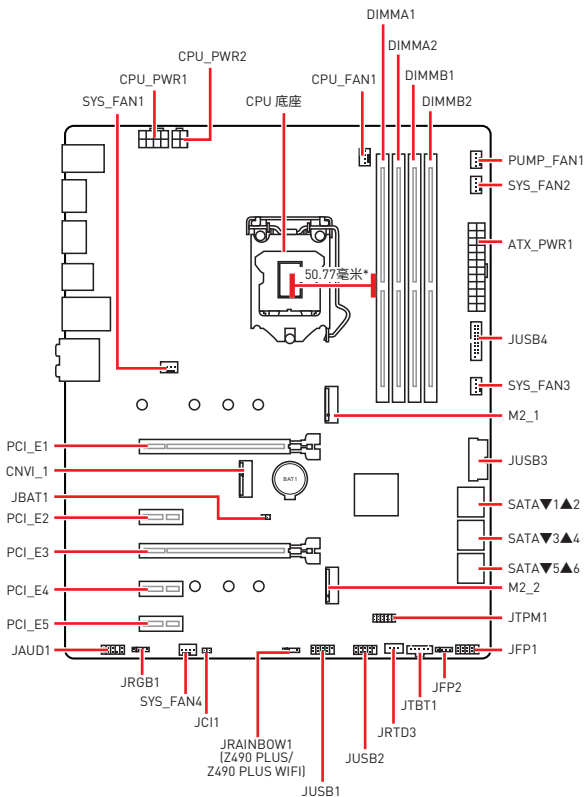 DIMMA1
DIMMA2
CPU_PWR2
CPU_PWR1
CPU_FAN1
DIMMB1
SYS_FAN1
CPU 底座
DIMMB2
PUMP_FAN1
SYS_FAN2
ATX_PWR1
50.77毫米*
JUSB4
SYS_FAN3
M2_1
PCI_E1
JUSB3
CNVI_1
BAT1
JBAT1
SATA▼1▲2
PCI_E2
SATA▼3▲4
PCI_E3
SATA▼5▲6
PCI_E4
M2_2
JTPM1
PCI_E5
JAUD1
JFP1
JRGB1
JFP2
SYS_FAN4
JTBT1
JCI1
JRTD3
JRAINBOW1
(Z490 PLUS/
Z490 PLUS WIFI)
JUSB2
JUSB1